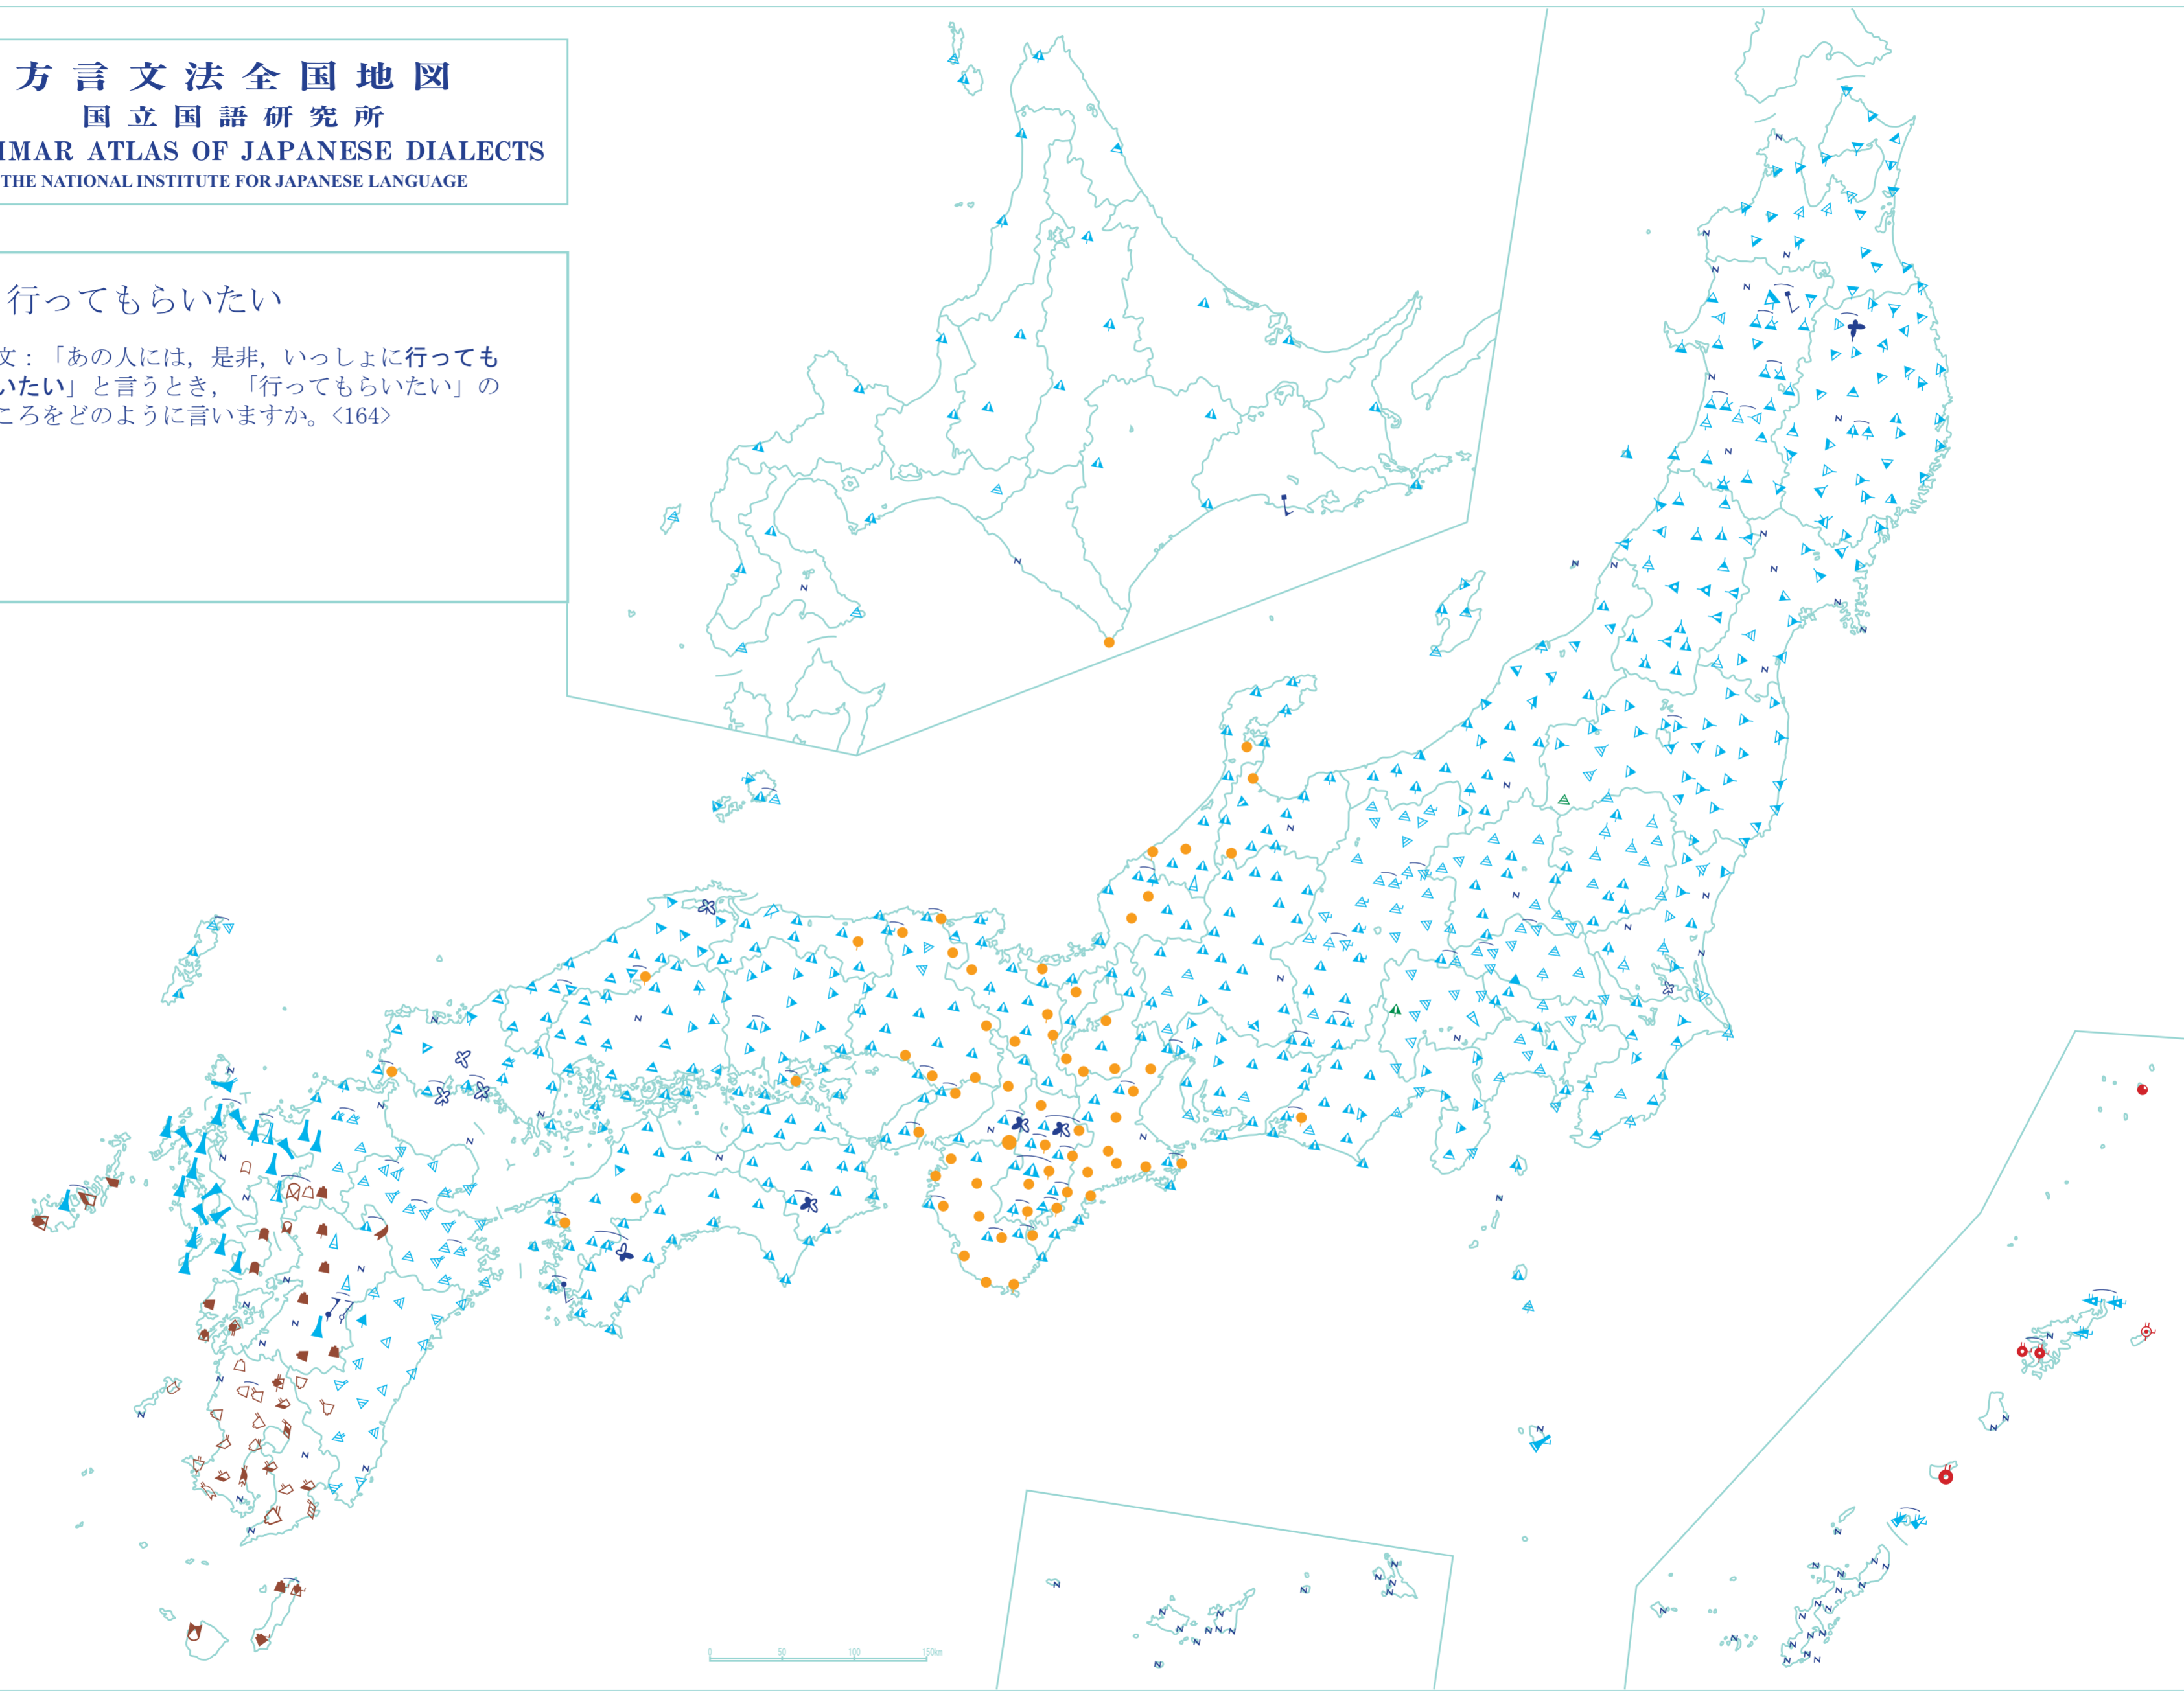 方言文法全国地図
国立国語研究所
MAR ATLAS OF JAPANESE DIALECTS
THE NATIONAL INSTITUTE FOR JAPANESE LANGUAGE
行ってもらいたい
文：「あの人には，是非，いっしょに行っても
いたい」と言うとき，「行ってもらいたい」の
ころをどのように言いますか。<164>
0 50 100 150km